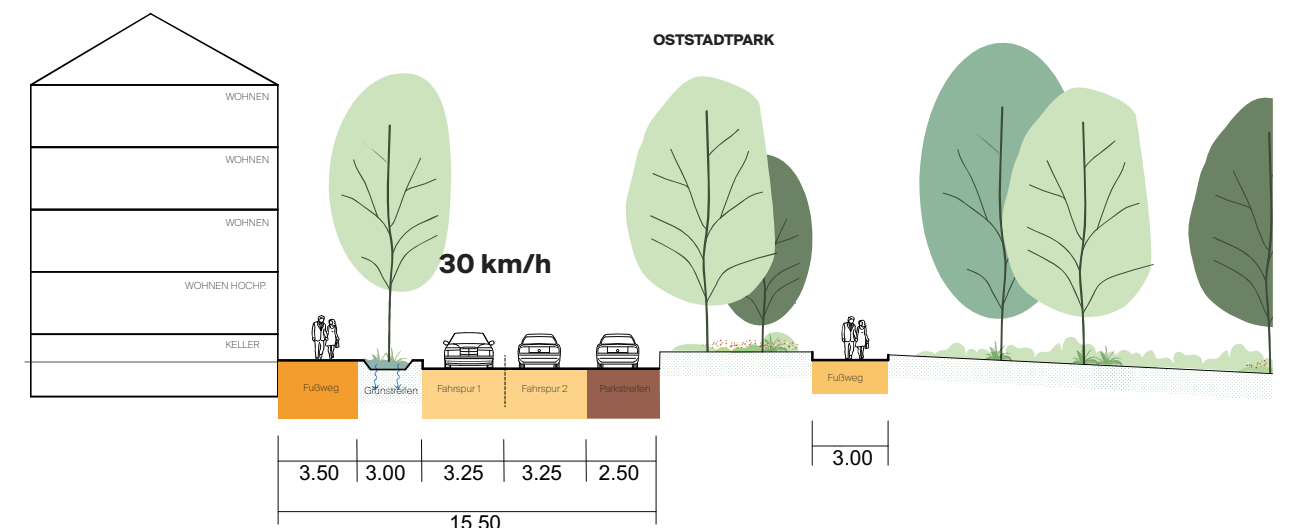 OSTSTADTPARK
WOHNEN
WOHNEN
WOHNEN
30 km/h
WOHNEN HOCHP.
KELLER
Fußweg
Grünstreifen
Fahrspur 1
Fahrspur 2
Parkstreifen
Fußweg
3.50
3.00
3.25
3.25
2.50
3.00
15.50